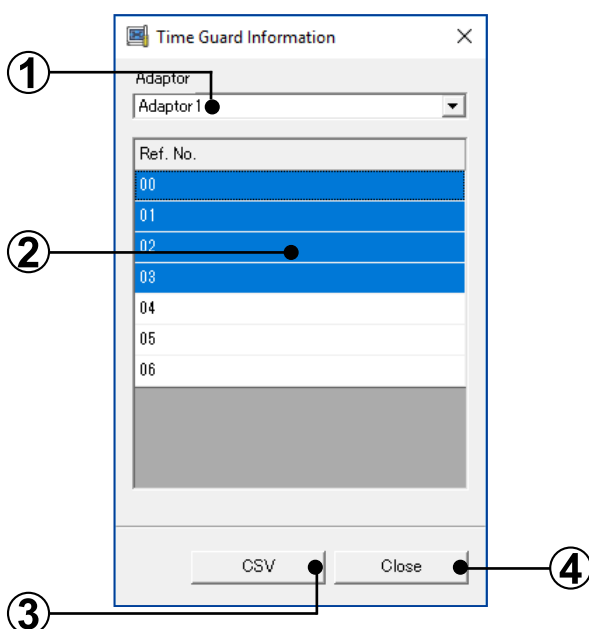 Time Guard Information
1
Adaptor
Adaptor1
Ref. No.
00
01
2
02
03
04
05
06
CSV
Close
4
3